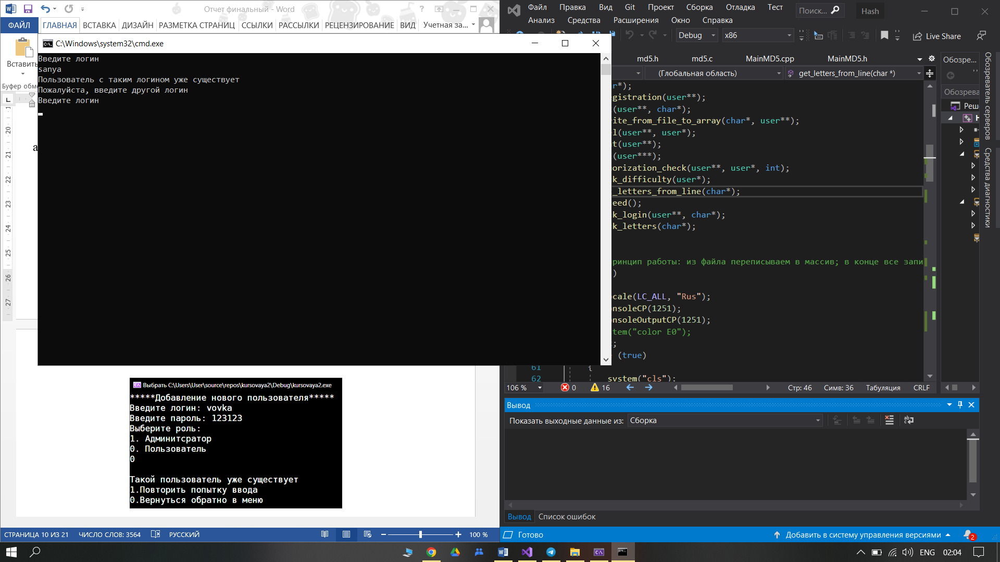 Отчет финальный - Word
ФАЙЛ
ГЛАВНАЯ
ВСТАВКА
ДИЗАЙН
РАЗМЕТКА СТРАНИЦ
ССЫЛКИ
РАССЫЛКИ
РЕЦЕНЗИРОВАНИЕ
ВИД
Учетная за...
Вставить
C:\Windows\system32\cmd.exe
Введите логин
sanya
Пользователь с таким логином уже существует
Пожалуйста, введите другой логин
Введите логин
20
21
22
23
24
25
26
27
а
Выбрать C:\Users\User\source\repos\kursovaya2\Debug\kursovaya2.exe
*****Добавление нового пользователя*****
Введите логин: vovka
Введите пароль: 123123
Выберите роль:
1. Админитсратор
0. Пользователь
0
Такой пользователь уже существует
1.Повторить попытку ввода
0.Вернуться обратно в меню
СТРАНИЦА 10 ИЗ 21
ЧИСЛО СЛОВ: 3564
РУССКИЙ
100 %
Файл Правка Вид Git Проект Сборка Отладка Тест
Анализ Средства Расширения Окно Справка
Поиск...
Hash
Debug
x86
Live Share
md5.h
md5.c
MainMD5.cpp
MainMD5.h
(Глобальная область)
get_letters_from_line(char *)
r*);
gistration(user**);
(user**, char*);
ite_from_file_to_array(char*, user**);
l(user**, user*);
t(user**);
(user***);
orization_check(user**, user*, int);
k_difficulty(user*);
_letters_from_line(char*);
eed();
k_login(user**, char*);
k_letters(char*);
ринцип работы: из файла переписываем в массив; в конце все запи
)
cale(LC_ALL, "Rus");
nsoleCP(1251);
nsoleOutputCP(1251);
tem("color E0");
;
(true)
61 {
62 system("cls");
106 %
0
16
Стр: 46
Симв: 36
Табуляция
CRLF
Обозре...
Обозреватель серверов
Средства диагностики
Вывод
Показать выходные данные из:
Сборка
Вывод
Список ошибок
Готово
Добавить в систему управления версиями
2
ENG
02:04